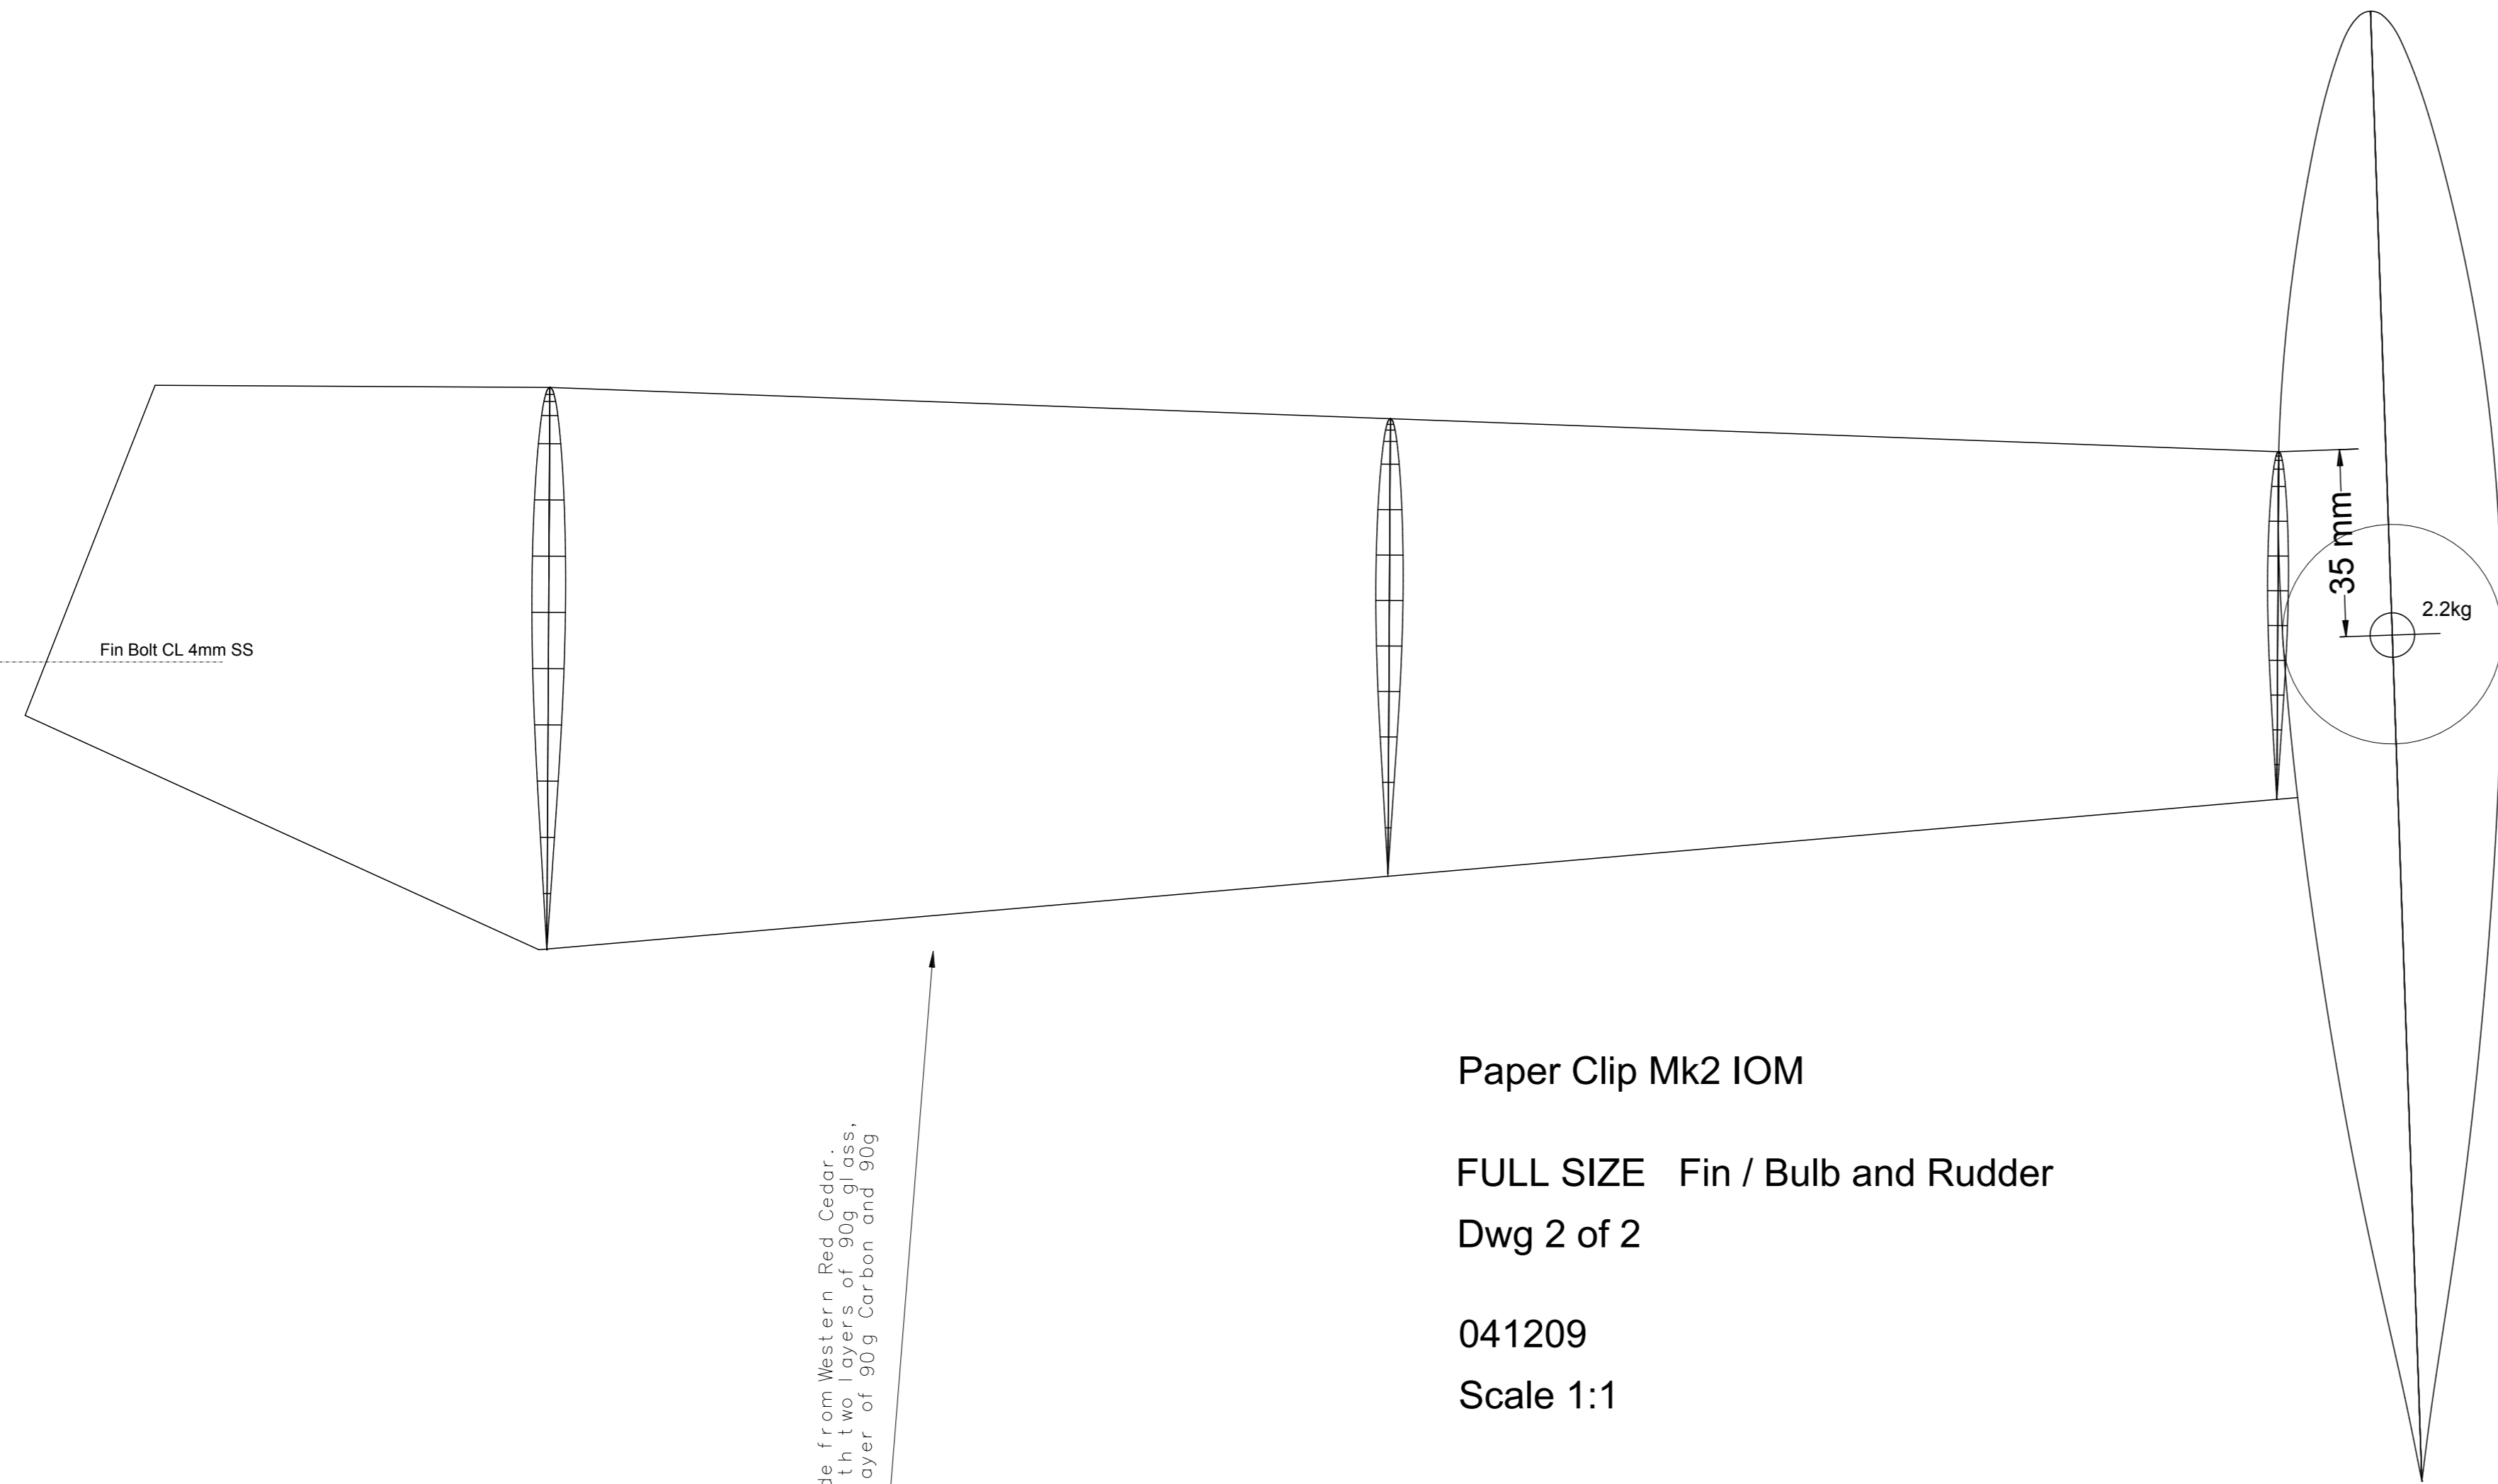 Fin Bolt CL 4mm SS
35 mm
2.2kg
from Western Red Cedar.
two layers of 90g glass,
of 90g Carbon and 90g
Paper Clip Mk2 IOM
FULL SIZE Fin / Bulb and Rudder
Dwg 2 of 2
041209
Scale 1:1